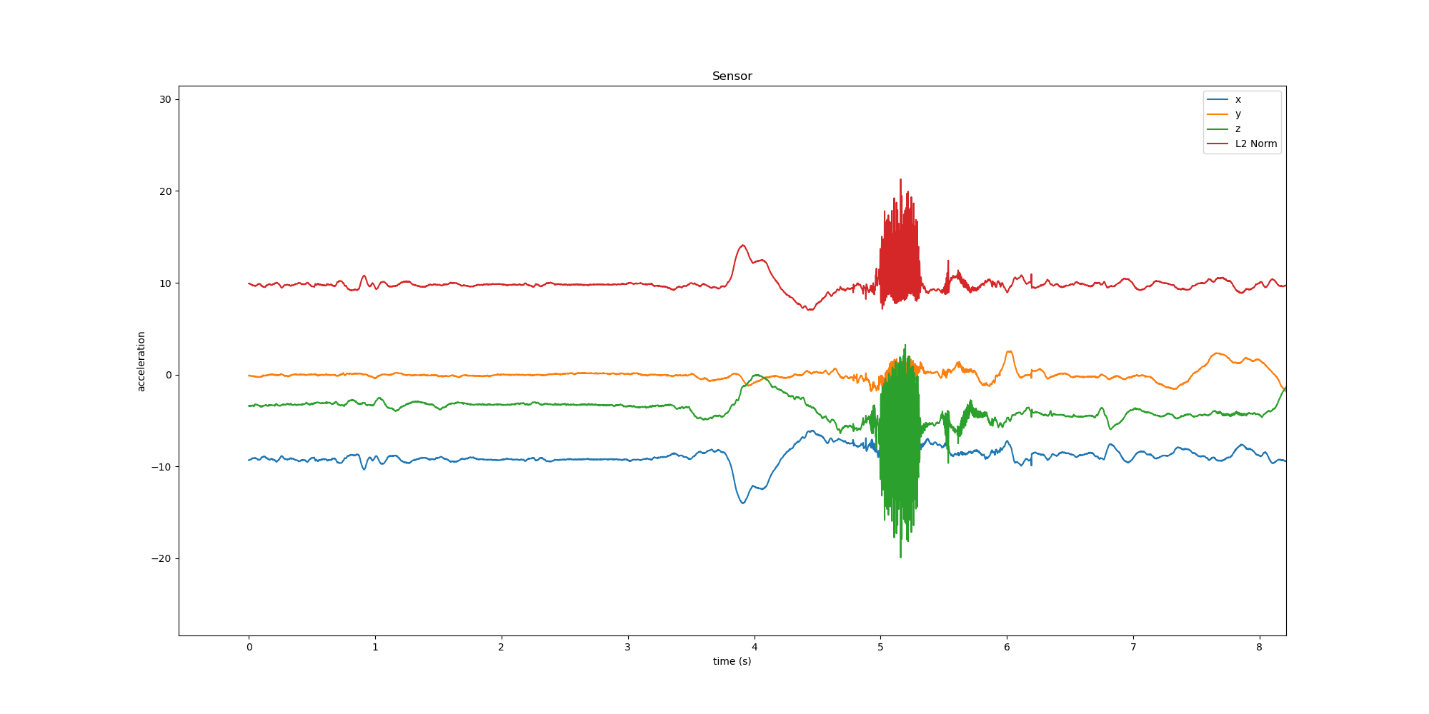 Sensor
x
y
z
L2 Norm
30
20
10
0
−10
−20
acceleration
0 1 2 3 4 5 6 7 8
time (s)